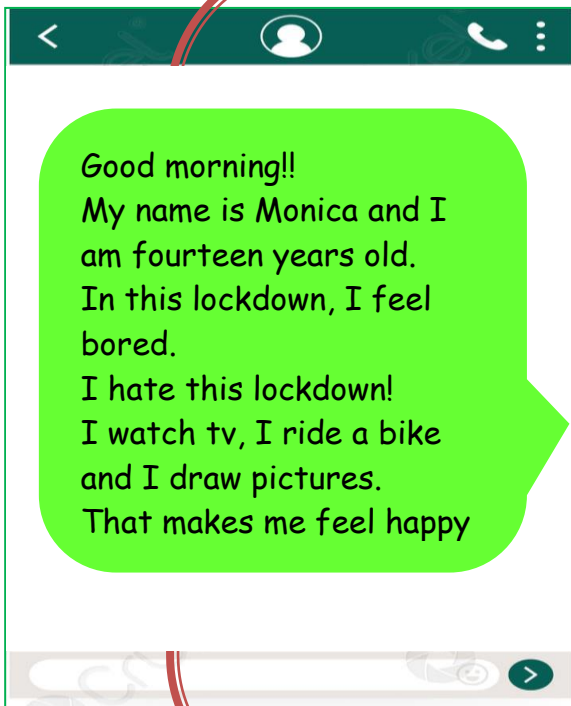 Good morning!!
My name is Monica and I
am fourteen years old.
In this lockdown, I feel
bored.
I hate this lockdown!
I watch tv, I ride a bike
and I draw pictures.
That makes me feel happy